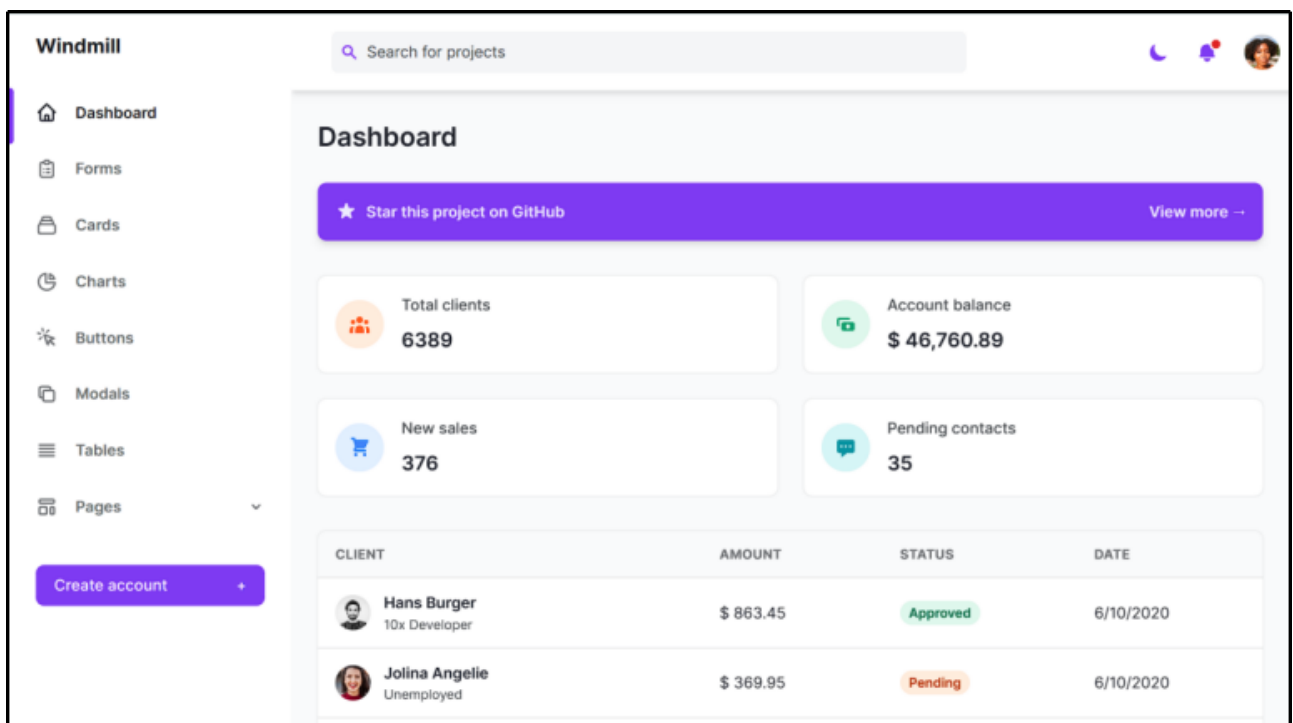 Windmill
Search for projects
Dashboard
Forms
Cards
Charts
Buttons
Modals
Tables
Pages
Create account +
Dashboard
Star this project on GitHub View more →
Total clients
6389
Account balance
$ 46,760.89
New sales
376
Pending contacts
35
CLIENT AMOUNT STATUS DATE
Hans Burger
10x Developer
$ 863.45 Approved 6/10/2020
Jolina Angelie
Unemployed
$ 369.95 Pending 6/10/2020